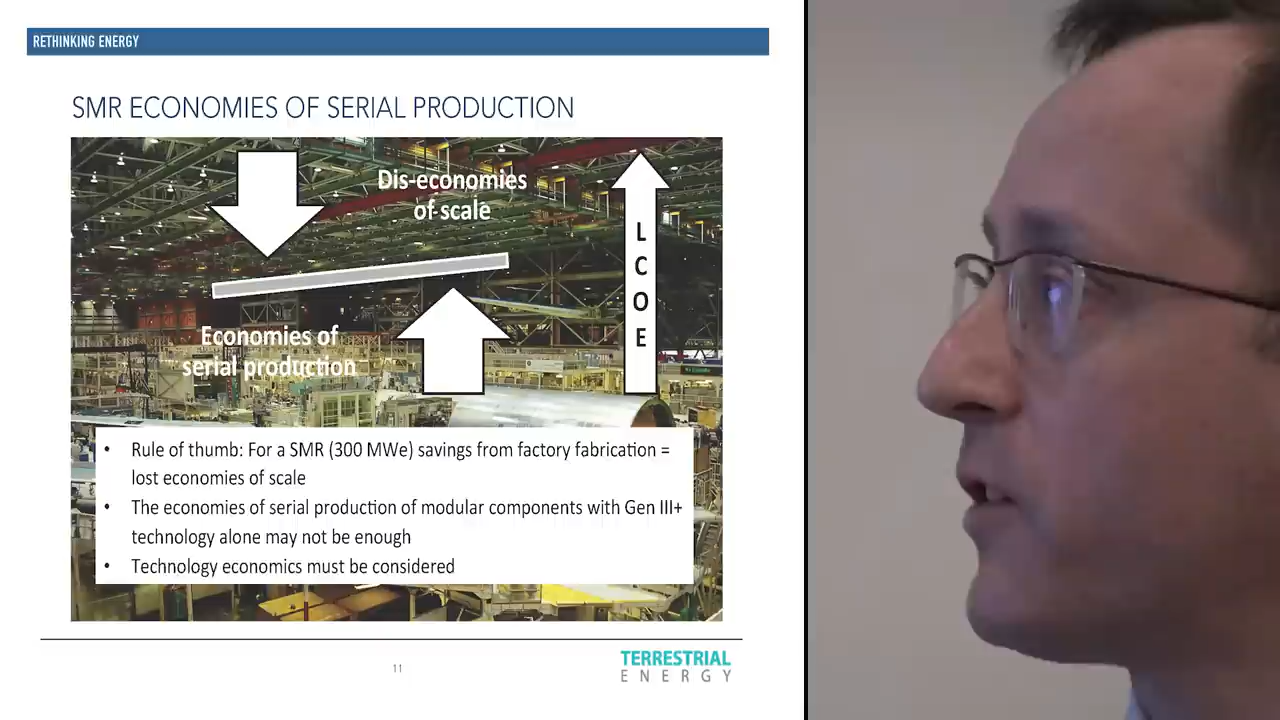 RETHINKING ENERGY
SMR ECONOMIES OF SERIAL PRODUCTION
Dis-economies
of scale
L
C
O
E
Economies of
serial production
• Rule of thumb: For a SMR (300 MWe) savings from factory fabrication =
lost economies of scale
• The economies of serial production of modular components with Gen III+
technology alone may not be enough
• Technology economics must be considered
11
TERRESTRIAL
ENERGY